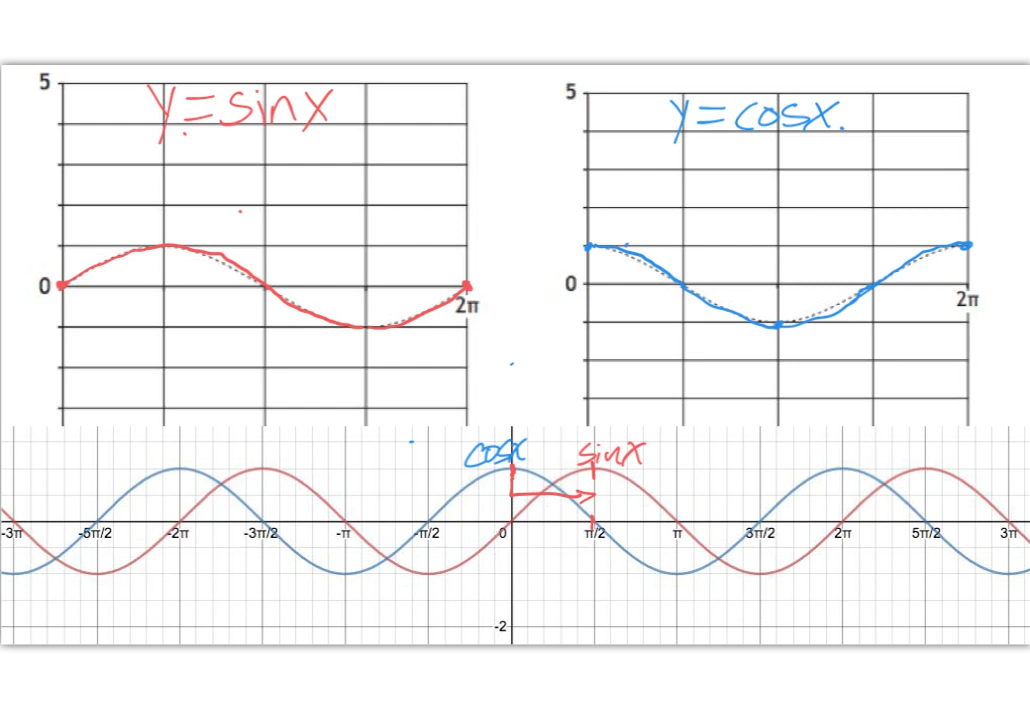 5
y=sinx
0
2π
5
y=cosx.
0
2π
cosx
sinx
-3π -5π/2 -2π -3π/2 -π -π/2 0 π/2 π 3π/2 2π 5π/2 3π
-2